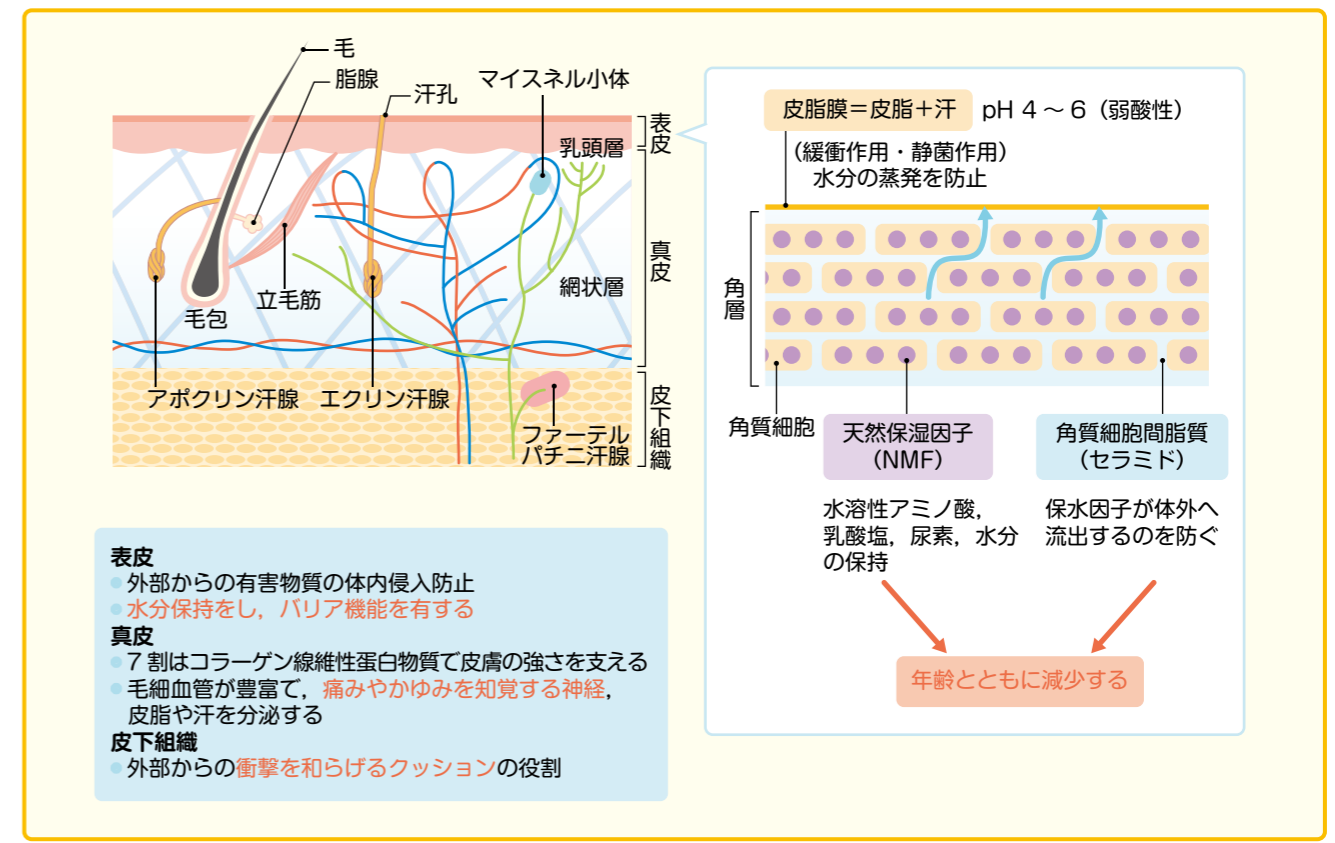 毛
脂腺
汗孔
マイスネル小体
表皮
乳頭層
真皮
網状層
立毛筋
毛包
アポクリン汗腺
エクリン汗腺
皮下組織
ファーテル
パチニ汗腺
皮脂膜＝皮脂＋汗
pH 4 ～ 6（弱酸性）
（緩衝作用・静菌作用）
水分の蒸発を防止
角層
角質細胞
天然保湿因子
（NMF）
角質細胞間脂質
（セラミド）
水溶性アミノ酸，
乳酸塩，尿素，水分
の保持
保水因子が体外へ
流出するのを防ぐ
年齢とともに減少する
表皮
●外部からの有害物質の体内侵入防止
●水分保持をし，バリア機能を有する
真皮
●7 割はコラーゲン線維性蛋白物質で皮膚の強さを支える
●毛細血管が豊富で，痛みやかゆみを知覚する神経，
皮脂や汗を分泌する
皮下組織
●外部からの衝撃を和らげるクッションの役割